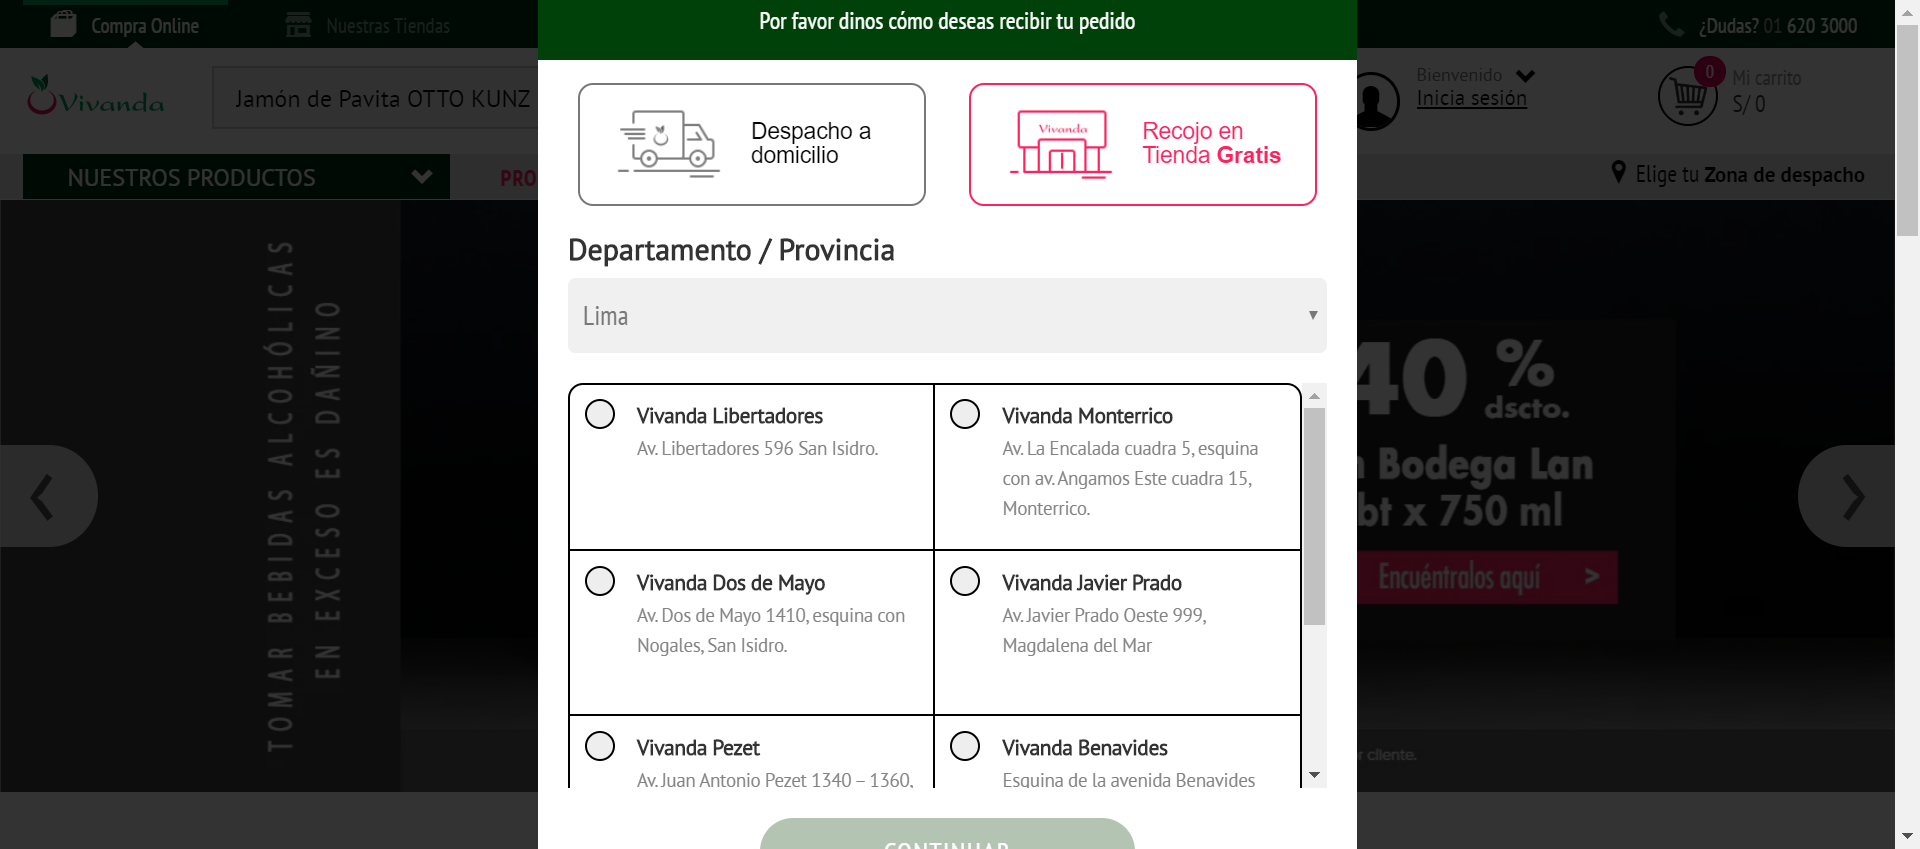 Compra Online
Nuestras Tiendas
Por favor dinos cómo deseas recibir tu pedido
¿Dudas? 01 620 3000
Vivanda
Jamón de Pavita OTTO KUNZ
Bienvenido
Inicia sesión
0
Mi carrito
S/ 0
Despacho a
domicilio
Vivanda
Recojo en
Tienda Gratis
NUESTROS PRODUCTOS
PRO
Elige tu Zona de despacho
Departamento / Provincia
Lima
TOMAR BEBIDAS ALCOHÓLICAS
EN EXCESO ES DAÑINO
40 %
dscto.
n Bodega Lan
bt x 750 ml
Encuéntralos aquí >
Vivanda Libertadores
Av. Libertadores 596 San Isidro.
Vivanda Monterrico
Av. La Encalada cuadra 5, esquina
con av. Angamos Este cuadra 15,
Monterrico.
Vivanda Dos de Mayo
Av. Dos de Mayo 1410, esquina con
Nogales, San Isidro.
Vivanda Javier Prado
Av. Javier Prado Oeste 999,
Magdalena del Mar
Vivanda Pezet
Av. Juan Antonio Pezet 1340 – 1360,
Vivanda Benavides
Esquina de la avenida Benavides
r cliente.
CONTINUAR